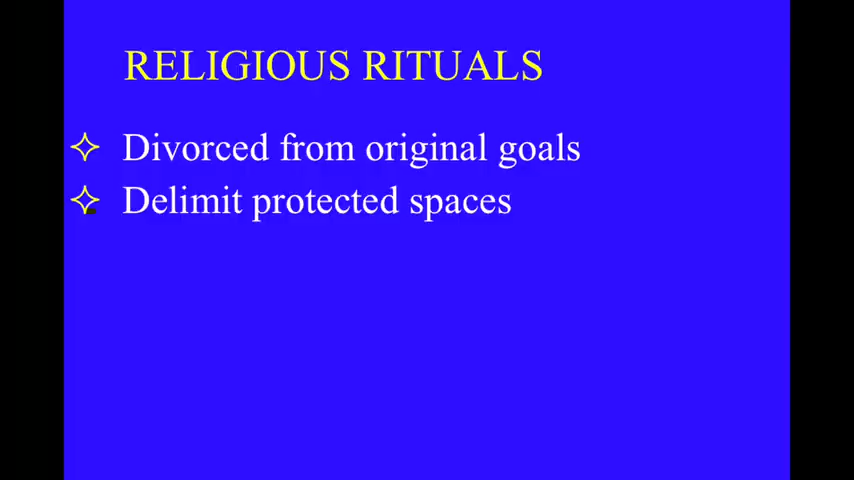 RELIGIOUS RITUALS
Divorced from original goals
Delimit protected spaces